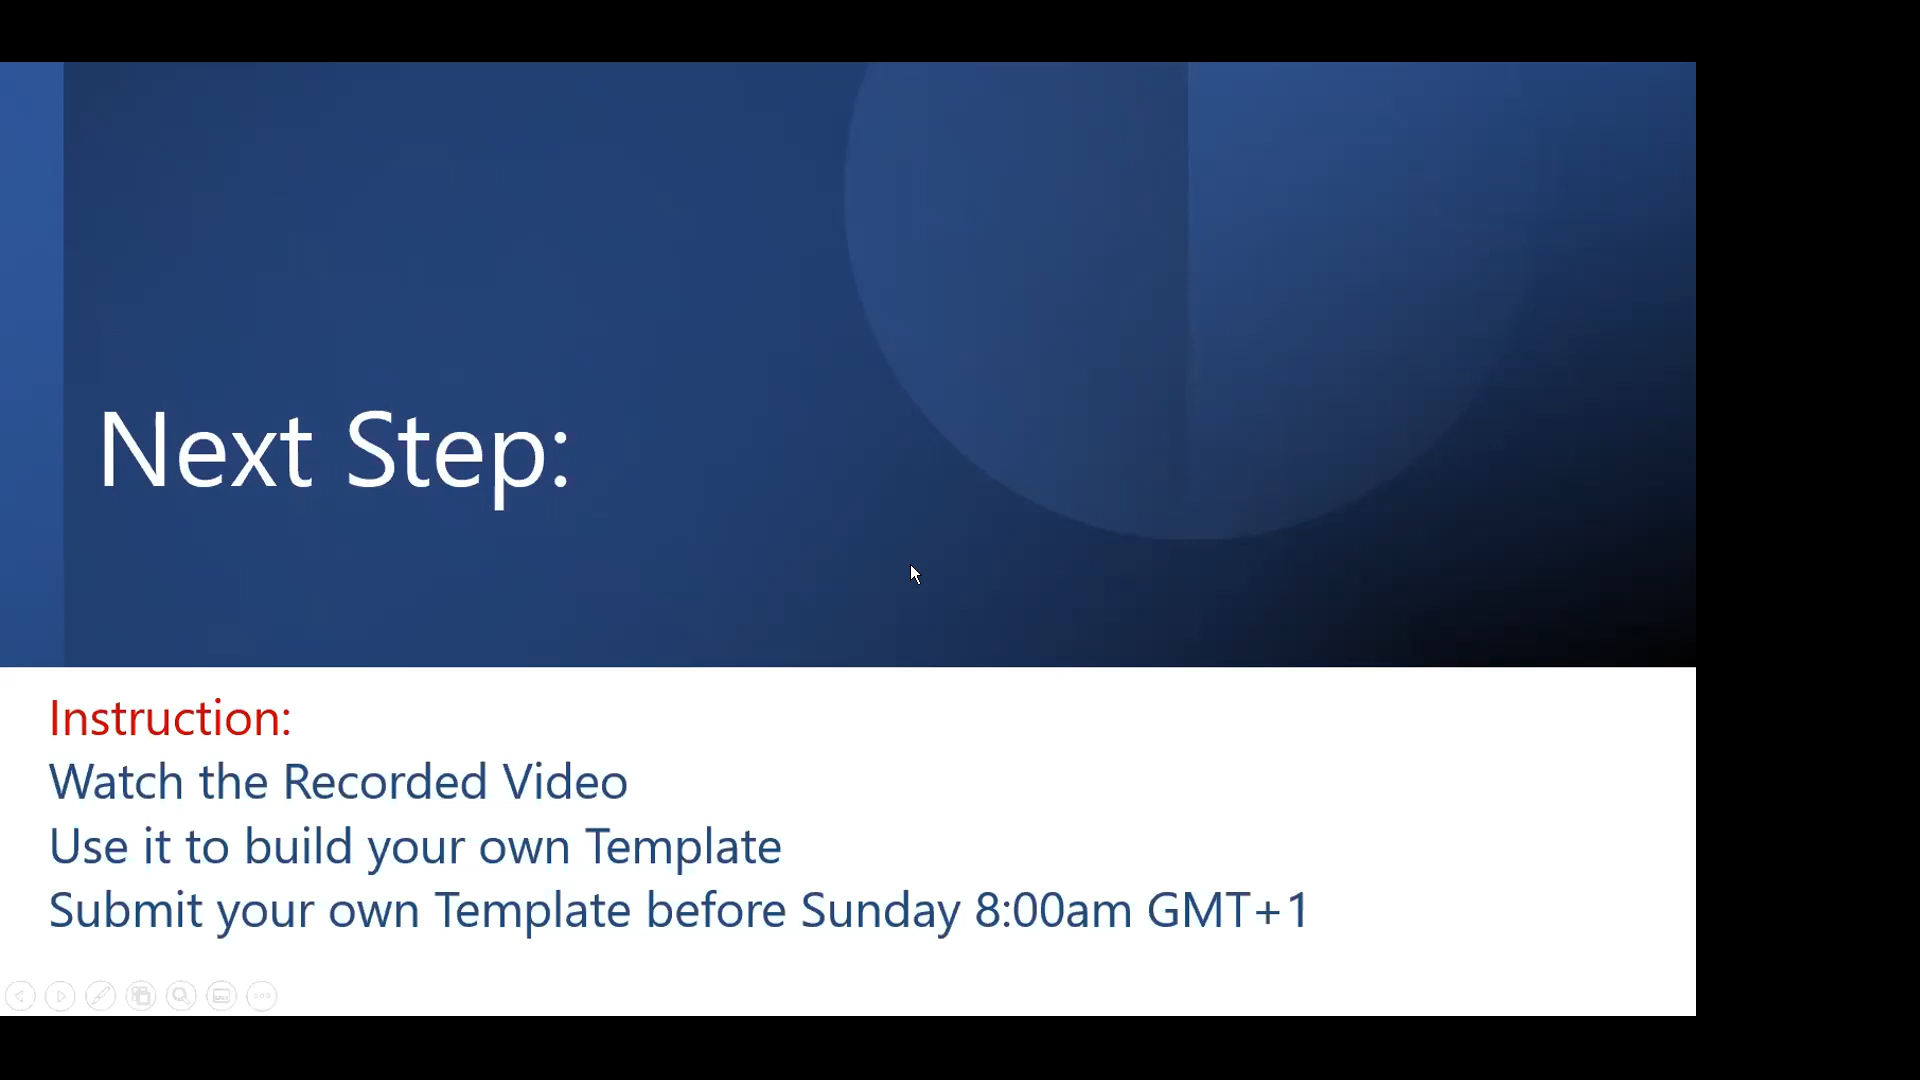 Next Step:
Instruction:
Watch the Recorded Video
Use it to build your own Template
Submit your own Template before Sunday 8:00am GMT+1